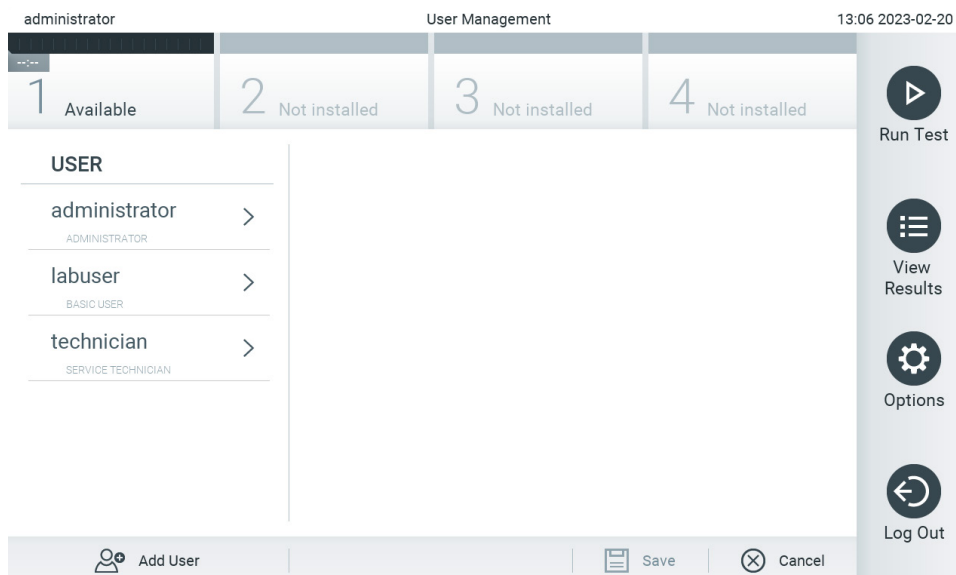 administrator
User Management
13:06 2023-02-20
--:--
1 Available
2 Not installed
3 Not installed
4 Not installed
USER
administrator
ADMINISTRATOR
labuser
BASIC USER
technician
SERVICE TECHNICIAN
Run Test
View
Results
Options
Log Out
Add User
Save
Cancel